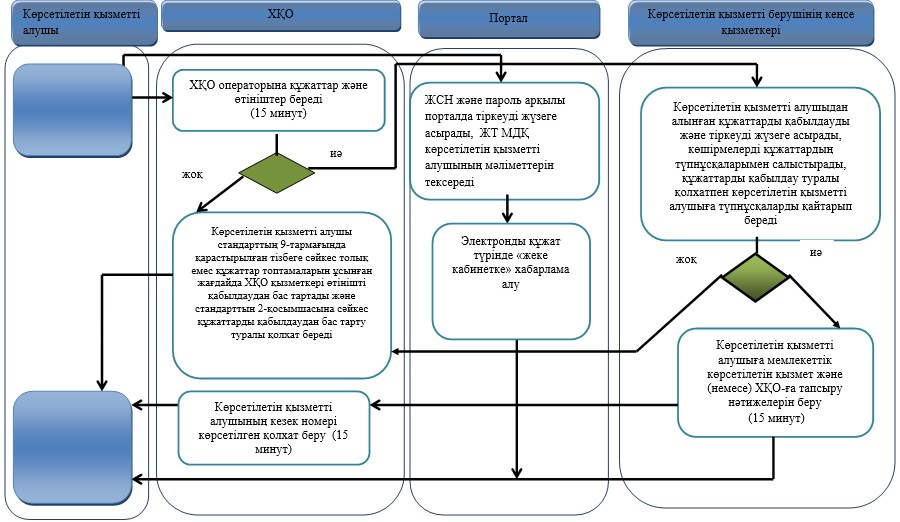 Көрсетілетін қызметті
алушы
ХҚО
Портал
Көрсетілетін қызметті берушінің кеңсе
қызметкері
ХҚО операторына құжаттар және
өтініштер береді
(15 минут)
жоқ
иә
Көрсетілетін қызметті алушы
стандарттың 9-тармағында
қарастырылған тізбеге сәйкес толық
емес құжаттар топтамаларын ұсынған
жағдайда ХҚО қызметкері өтінішті
қабылдаудан бас тартады және
стандарттың 2-қосымшасына сәйкес
құжаттарды қабылдаудан бас тарту
туралы қолхат береді
Көрсетілетін қызметті
алушының кезек номері
көрсетілген қолхат беру (15
минут)
ЖСН және пароль арқылы
порталда тіркеуді жүзеге
асырады, ЖТ МДҚ
көрсетілетін қызметті
алушының мәліметтерін
тексереді
Электронды құжат
түрінде «жеке
кабинетке» хабарлама
алу
Көрсетілетін қызметті алушыдан
алынған құжаттарды қабылдауды
және тіркеуді жүзеге асырады,
көшірмелерді құжаттардың
түпнұсқаларымен салыстырады,
құжаттарды қабылдау туралы
қолхатпен көрсетілетін қызметті
алушыға түпнұсқаларды қайтарып
береді
жоқ
иә
Көрсетілетін қызметті
алушыға мемлекеттік
көрсетілетін қызмет және
(немесе) ХҚО-ға тапсыру
нәтижелерін беру
(15 минут)